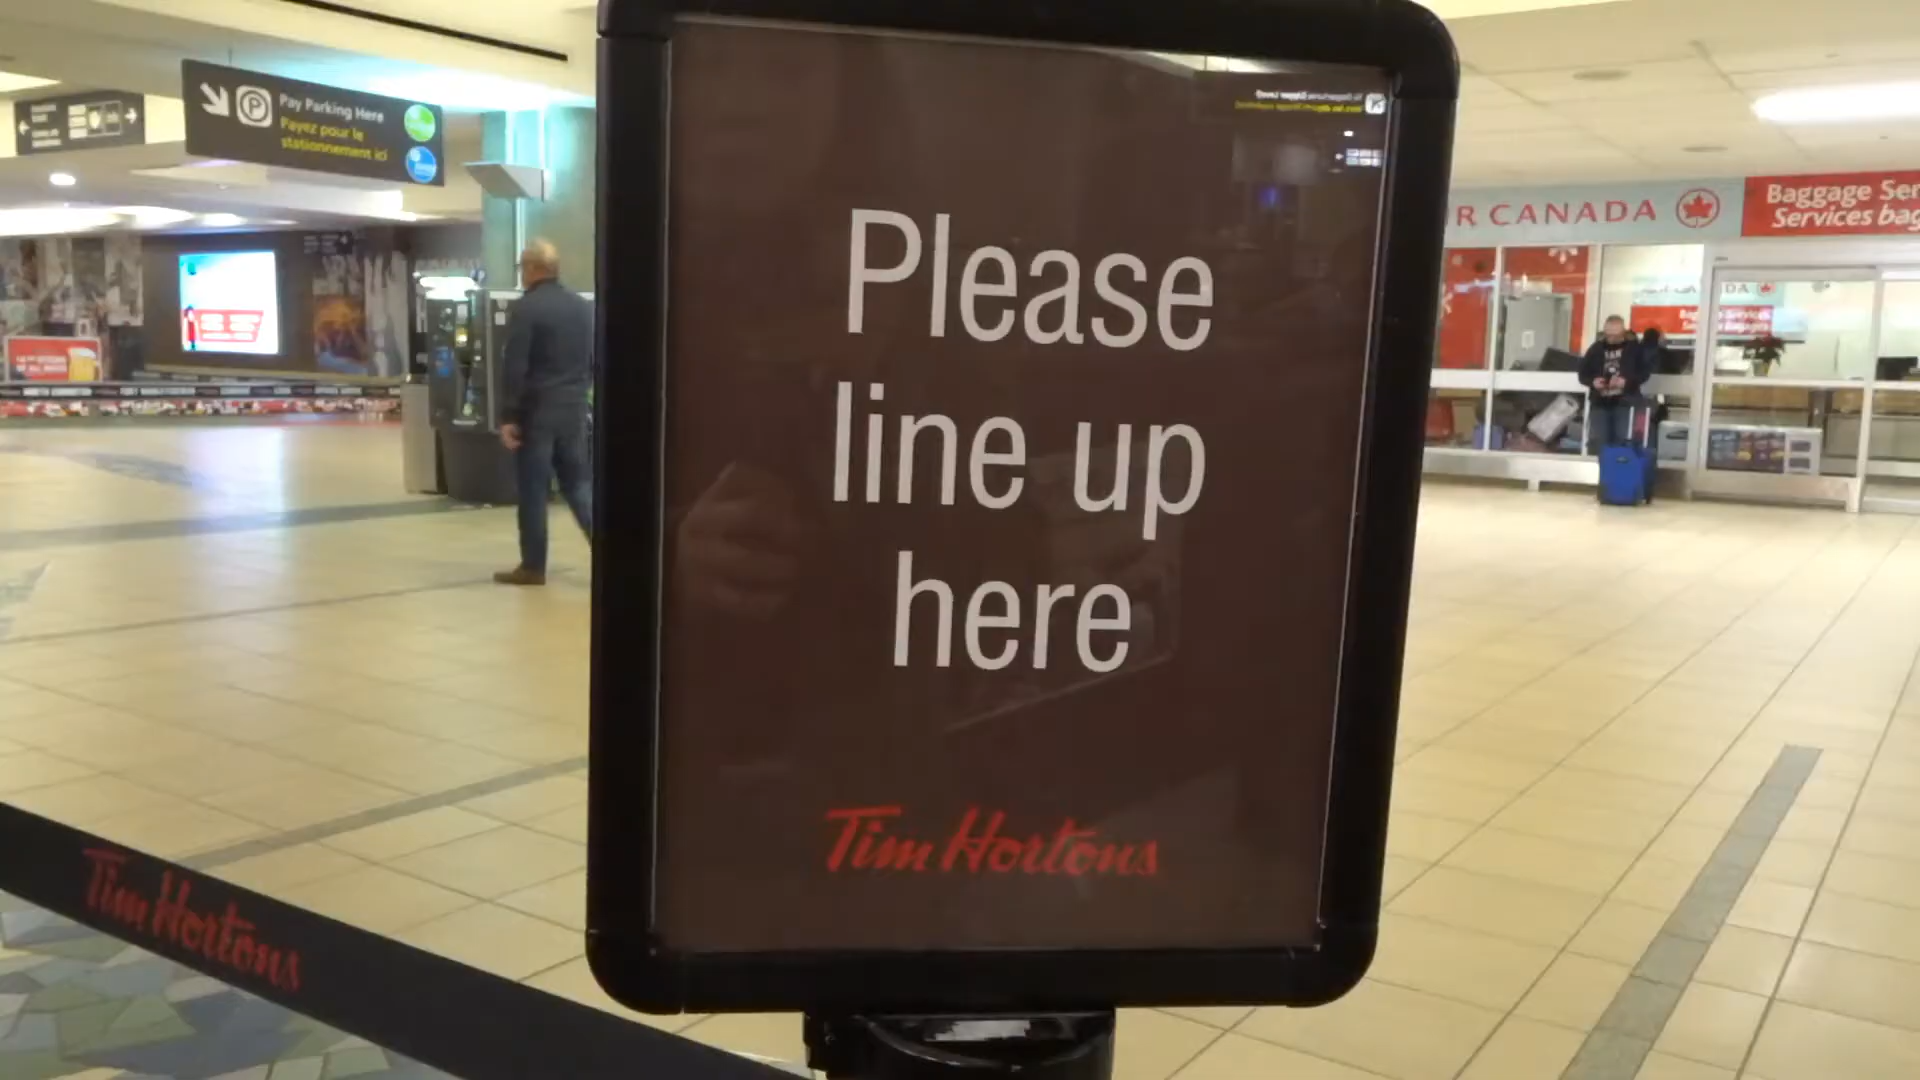 Pay Parking Here
Payez pour le
stationnement ici
Please
line up
here
Tim Hortons
Tim Hortons
R CANADA
Baggage Ser
Services bag